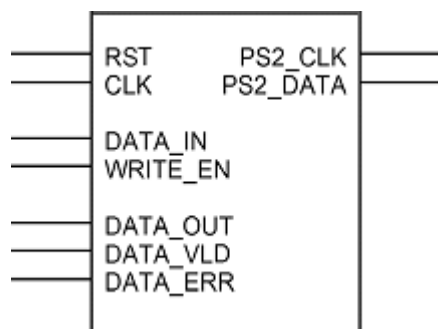 RST PS2_CLK
CLK PS2_DATA
DATA_IN
WRITE_EN
DATA_OUT
DATA_VLD
DATA_ERR